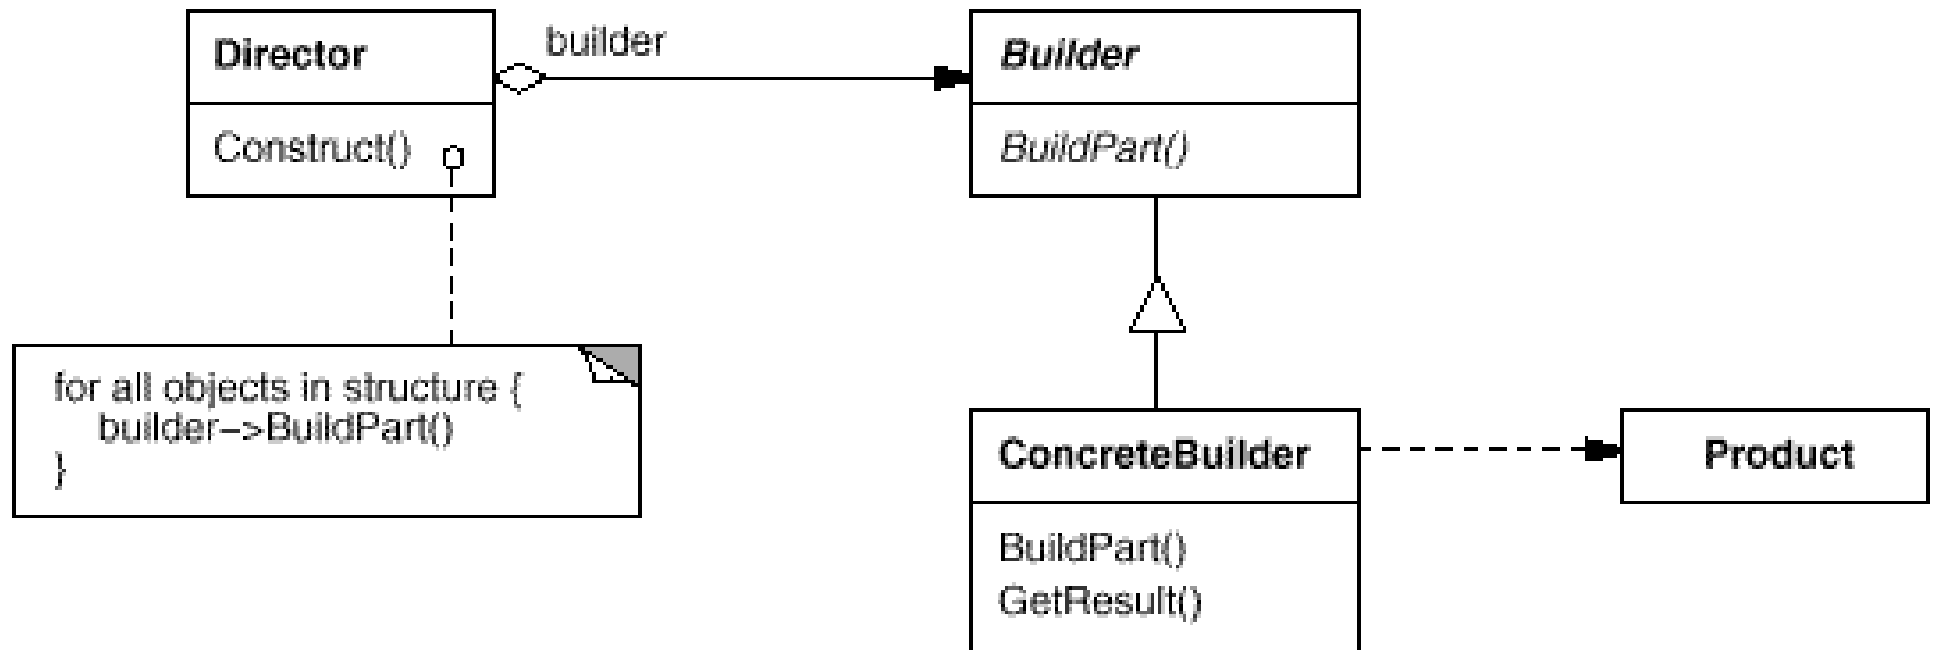 Director
builder
Builder
Construct()
BuildPart()
for all objects in structure {
builder–>BuildPart()
}
ConcreteBuilder
Product
BuildPart()
GetResult()